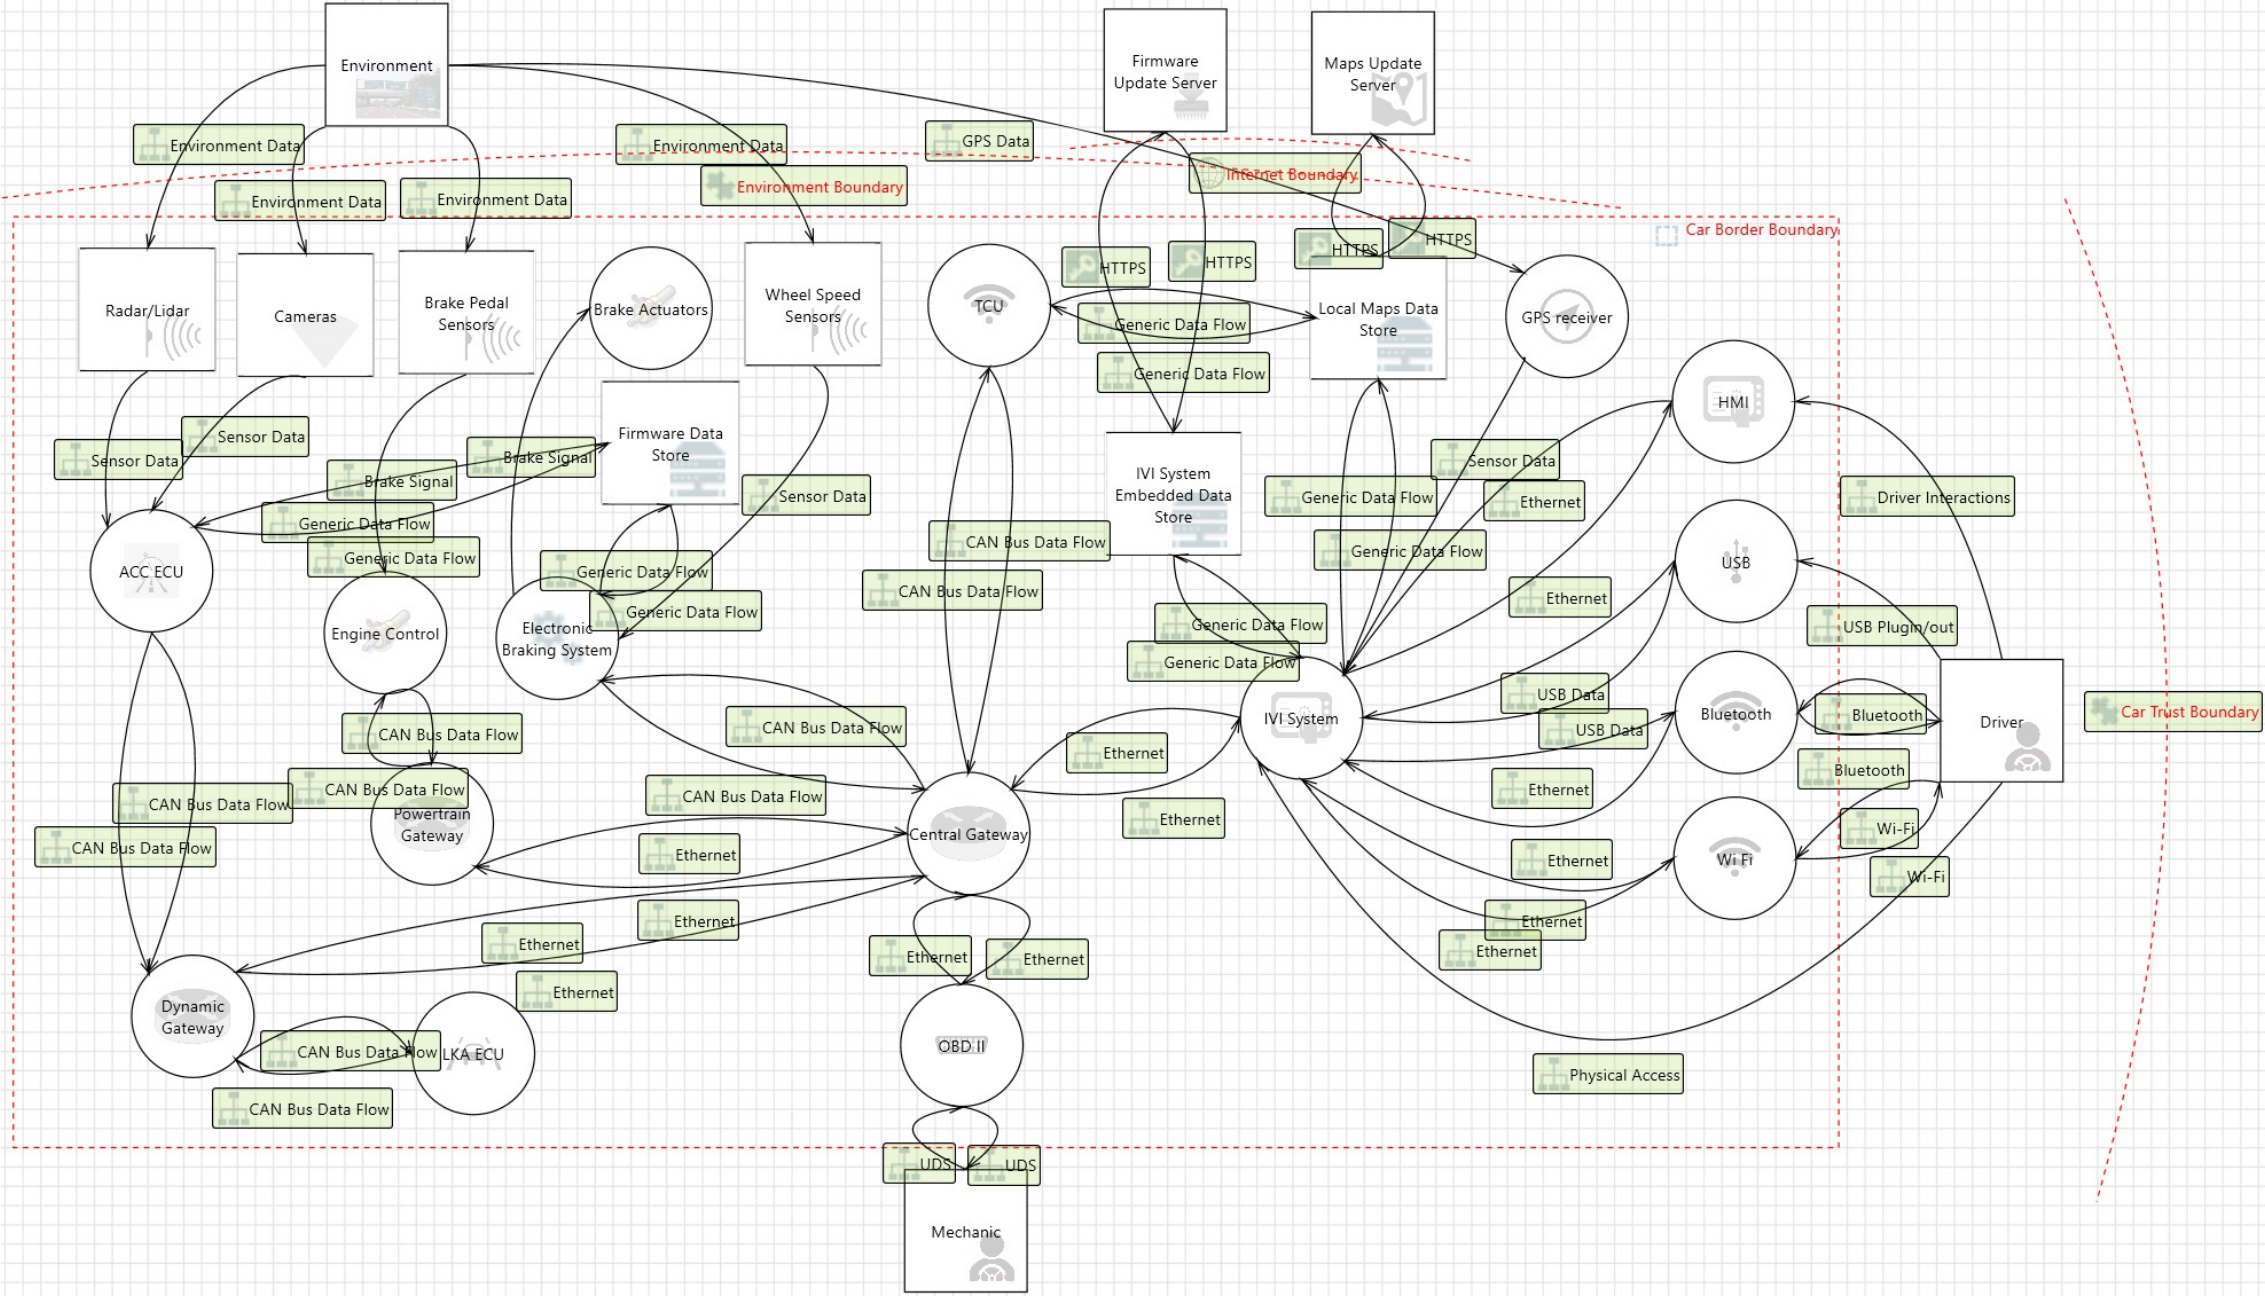 Environment
Firmware
Update Server
Maps Update
Server
Environment Data
Environment Data
GPS Data
Internet Boundary
Environment Boundary
Environment Data
Environment Data
Car Border Boundary
HTTPS
HTTPS
HTTPS
HTTPS
Radar/Lidar
Cameras
Brake Pedal
Sensors
Brake Actuators
Wheel Speed
Sensors
TCU
Generic Data Flow
Local Maps Data
Store
GPS receiver
Generic Data Flow
HMI
Sensor Data
Sensor Data
Brake Signal
Brake Signal
Firmware Data
Store
Sensor Data
IVI System
Embedded Data
Store
Sensor Data
Generic Data Flow
Ethernet
Driver Interactions
Generic Data Flow
Generic Data Flow
CAN Bus Data Flow
Generic Data Flow
ACC ECU
Generic Data Flow
CAN Bus Data Flow
Ethernet
USB
Generic Data Flow
Engine Control
Electronic
Braking System
Generic Data Flow
Generic Data Flow
USB Plugin/out
IVI System
USB Data
USB Data
Bluetooth
Bluetooth
Driver
Car Trust Boundary
CAN Bus Data Flow
CAN Bus Data Flow
Ethernet
Bluetooth
CAN Bus Data Flow
CAN Bus Data Flow
CAN Bus Data Flow
Ethernet
Ethernet
Powertrain
Gateway
Central Gateway
Wi-Fi
CAN Bus Data Flow
Ethernet
Ethernet
Wi Fi
Wi-Fi
Ethernet
Ethernet
Ethernet
Ethernet
Ethernet
Ethernet
Ethernet
Dynamic
Gateway
CAN Bus Data Flow
LKA ECU
OBD II
Physical Access
CAN Bus Data Flow
UDS
UDS
Mechanic